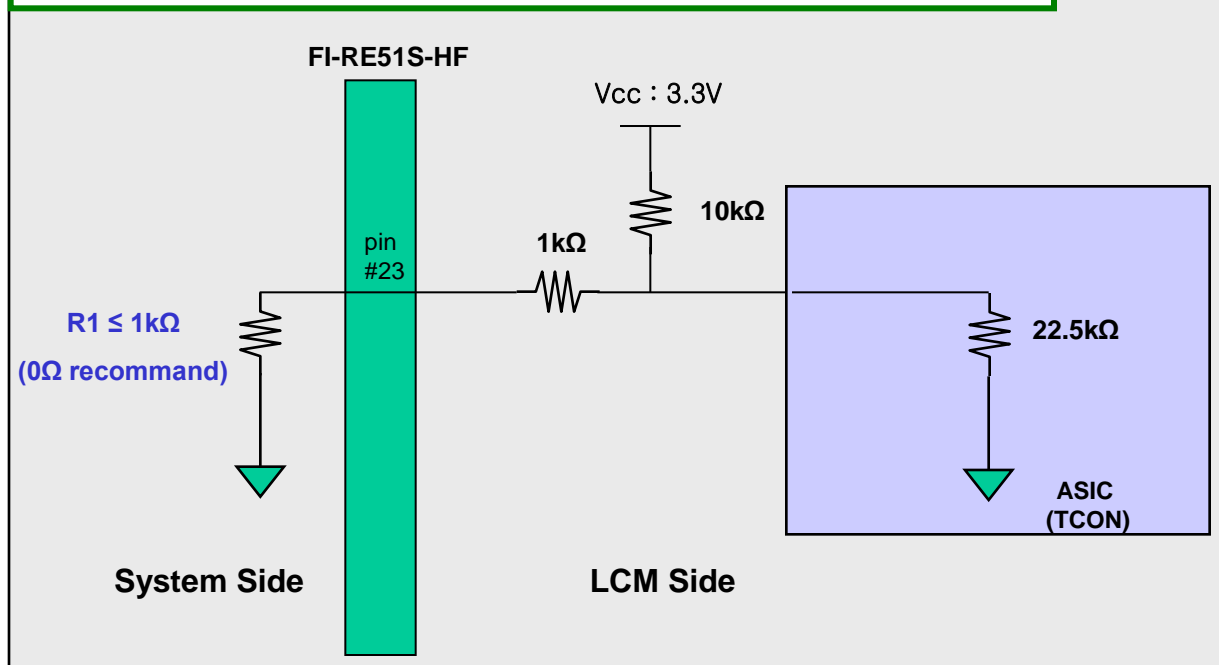 FI-RE51S-HF
Vcc : 3.3V
10kΩ
1kΩ
pin
#23
R1 ≤ 1kΩ
(0Ω recommand)
22.5kΩ
ASIC
(TCON)
System Side
LCM Side